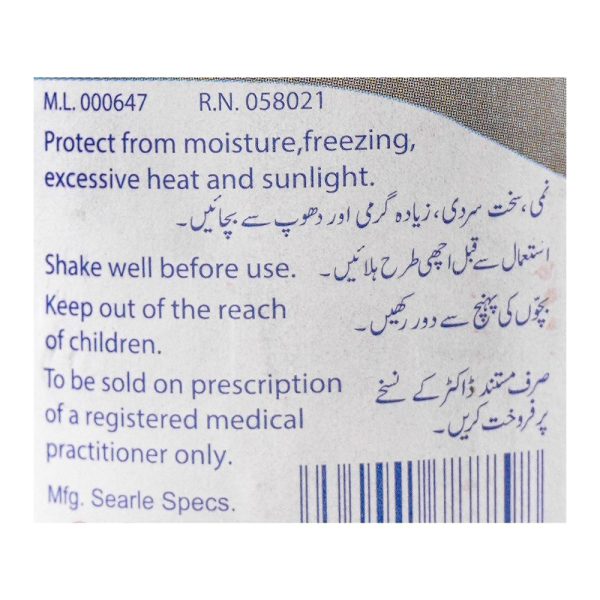 M.L. 000647 R.N. 058021
Protect from moisture,freezing,
excessive heat and sunlight.
نمی، سخت سردی، زیادہ گرمی اور دھوپ سے بچائیں۔
Shake well before use. استعمال سے قبل اچھی طرح ہلائیں۔
Keep out of the reach بچّوں کی پہنچ سے دور رکھیں۔
of children.
To be sold on prescription صرف مستند ڈاکٹر کے نسخے
of a registered medical پر فروخت کریں۔
practitioner only.
Mfg. Searle Specs.